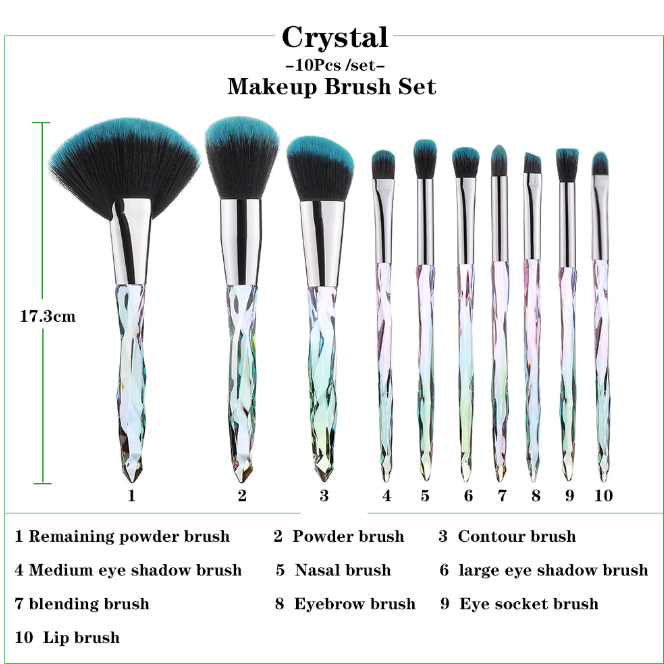 Crystal
-10Pcs /set-
Makeup Brush Set
17.3cm
1 2 3 4 5 6 7 8 9 10
1 Remaining powder brush 2 Powder brush 3 Contour brush
4 Medium eye shadow brush 5 Nasal brush 6 large eye shadow brush
7 blending brush 8 Eyebrow brush 9 Eye socket brush
10 Lip brush